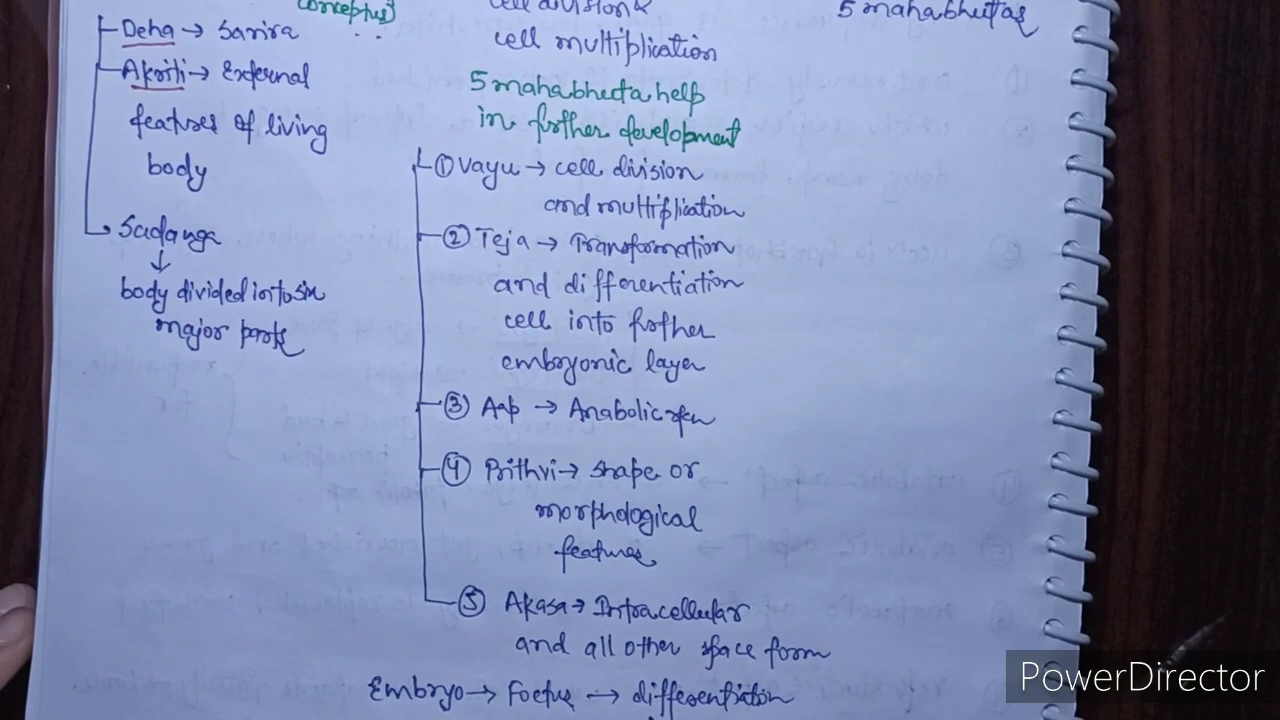 conceptus)
cell division &
5 mahabhutas
Deha → Sarira
cell multiplication
Akriti → External
features of living
body
Sadanga
↓
body divided into six
major parts
5 mahabhuta help
in further development
① Vayu → cell division
and multiplication
② Teja → Transformation
and differentiation
cell into further
embryonic layer
③ Aap → Anabolic
④ Prithvi → shape or
morphological
features
⑤ Akasa → Intracellular
and all other space form
Embryo → Foetus → differentiation
PowerDirector